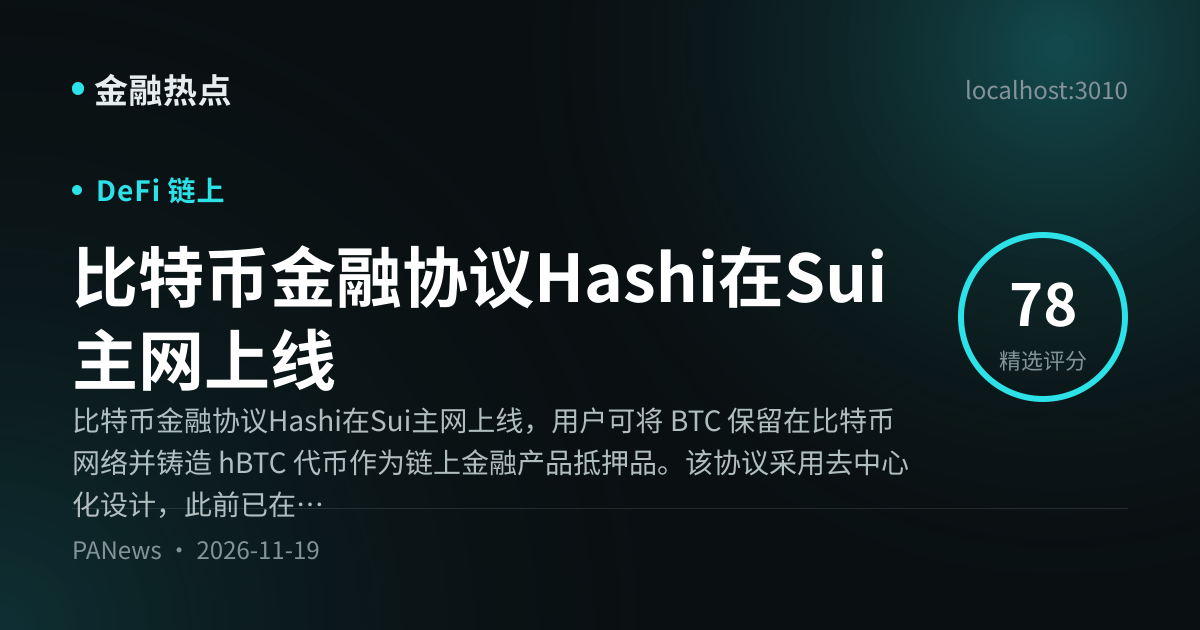 金融热点
localhost:3010
DeFi 链上
比特币金融协议Hashi在Sui
主网上线
78
精选评分
比特币金融协议Hashi在Sui主网上线，用户可将 BTC 保留在比特币
网络并铸造 hBTC 代币作为链上金融产品抵押品。该协议采用去中心
化设计，此前已在…
PANews • 2026-11-19